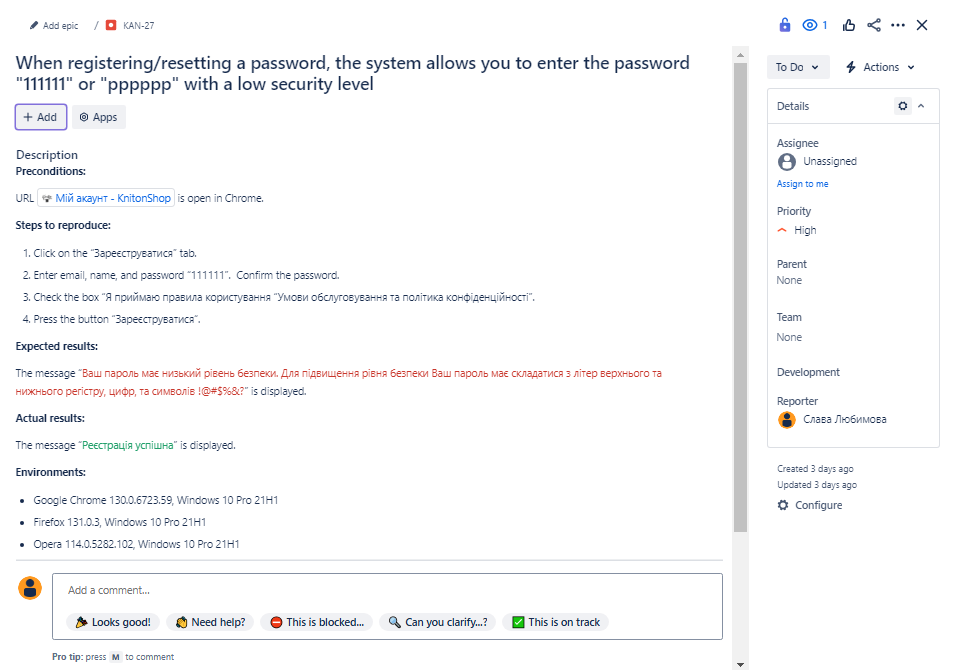 Add epic / KAN-27
1
When registering/resetting a password, the system allows you to enter the password
"111111" or "pppppp" with a low security level
+ Add
Apps
Description
Preconditions:
URL Мій акаунт - KnitonShop is open in Chrome.
Steps to reproduce:
1. Click on the “Зареєструватися” tab.
2. Enter email, name, and password “111111”. Confirm the password.
3. Check the box “Я приймаю правила користування “Умови обслуговування та політика конфіденційності”.
4. Press the button “Зареєструватися”.
Expected results:
The message “Ваш пароль має низький рівень безпеки. Для підвищення рівня безпеки Ваш пароль має складатися з літер верхнього та
нижнього регістру, цифр, та символів !@#$%&?” is displayed.
Actual results:
The message “Реєстрація успішна” is displayed.
Environments:
• Google Chrome 130.0.6723.59, Windows 10 Pro 21H1
• Firefox 131.0.3, Windows 10 Pro 21H1
• Opera 114.0.5282.102, Windows 10 Pro 21H1
Add a comment...
Looks good!
Need help?
This is blocked...
Can you clarify...?
This is on track
Pro tip: press M to comment
To Do
Actions
Details
Assignee
Unassigned
Assign to me
Priority
High
Parent
None
Team
None
Development
Reporter
Слава Любимова
Created 3 days ago
Updated 3 days ago
Configure